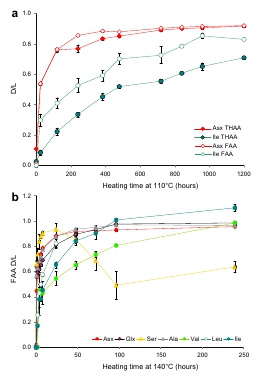 a
1.0
0.8
0.6
0.4
0.2
0.0
D/L
Asx THAA
Ile THAA
Asx FAA
Ile FAA
0 200 400 600 800 1000 1200
Heating time at 110°C (hours)
b
1.2
1.0
0.8
0.6
0.4
0.2
0.0
FAA D/L
Asx Glx Ser Ala Val Leu Ile
0 50 100 150 200 250
Heating time at 140°C (hours)